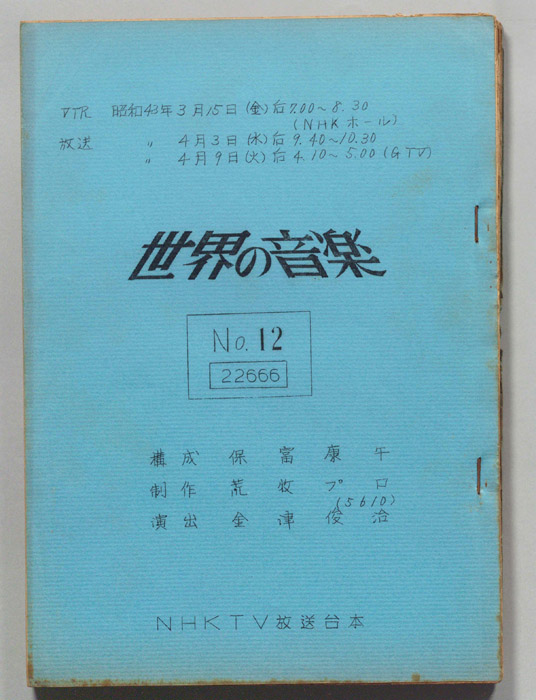 VTR 昭和43年3月15日(金)后7.00〜8.30
(NHKホール)
放送 〃 4月3日(水)后9.40〜10.30
〃 4月9日(火)后4.10〜5.00(GTV)
世界の音楽
No.12
22666
構成 保富康午
制作 荒牧プロ
(5610)
演出 金津俊治
NHKTV放送台本